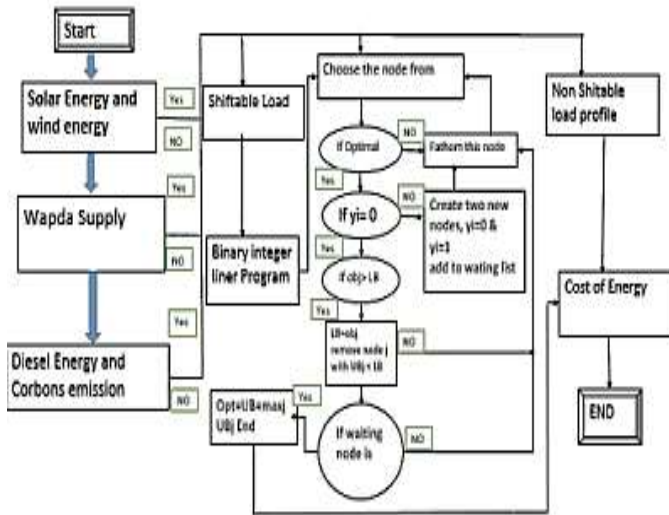 Start
Solar Energy and
wind energy
Yes
NO
Wapda Supply
Yes
NO
Diesel Energy and
Corbons emission
Yes
NO
Shiftable Load
Binary integer
liner Program
Choose the node from
If Optimal
NO
Fathom this node
Yes
If yi= 0
NO
Create two new
nodes, yi=0 &
yi=1
add to wating list
Yes
If obj> LB
Yes
LB=obj
remove node j
with UBj < LB
NO
Yes
Opt=UB=maxj
UBj End
If waiting
node is
NO
Non Shitable
load profile
Cost of Energy
END